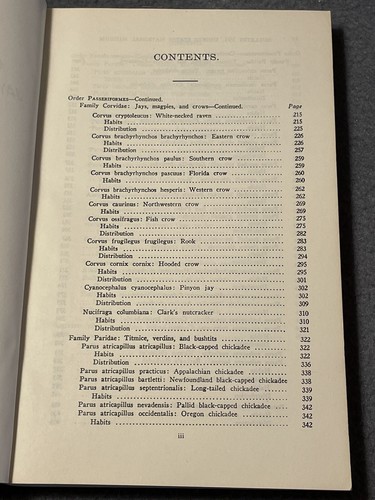 CONTENTS.
Order PASSERIFORMES—Continued.
Family Corvidae: Jays, magpies, and crows—Continued. Page
Corvus cryptoleucus: White-necked raven 215
Habits 215
Distribution 225
Corvus brachyrhynchos brachyrhynchos: Eastern crow 226
Habits 226
Distribution 257
Corvus brachyrhynchos paulus: Southern crow 259
Habits 259
Corvus brachyrhynchos pascuus: Florida crow 260
Habits 260
Corvus brachyrhynchos hesperis: Western crow 262
Habits 262
Corvus caurinus: Northwestern crow 269
Habits 269
Corvus ossifragus: Fish crow 275
Habits 275
Distribution 282
Corvus frugilegus frugilegus: Rook 283
Habits 283
Distribution 294
Corvus cornix cornix: Hooded crow 295
Habits 295
Distribution 301
Cyanocephalus cyanocephalus: Pinyon jay 302
Habits 302
Distribution 309
Nucifraga columbiana: Clark's nutcracker 310
Habits 310
Distribution 321
Family Paridae: Titmice, verdins, and bushtits 322
Parus atricapillus atricapillus: Black-capped chickadee 322
Habits 322
Distribution 336
Parus atricapillus practicus: Appalachian chickadee 338
Parus atricapillus bartletti: Newfoundland black-capped chickadee 338
Parus atricapillus septentrionalis: Long-tailed chickadee 339
Habits 339
Parus atricapillus nevadensis: Pallid black-capped chickadee 342
Parus atricapillus occidentalis: Oregon chickadee 342
Habits 342
iii